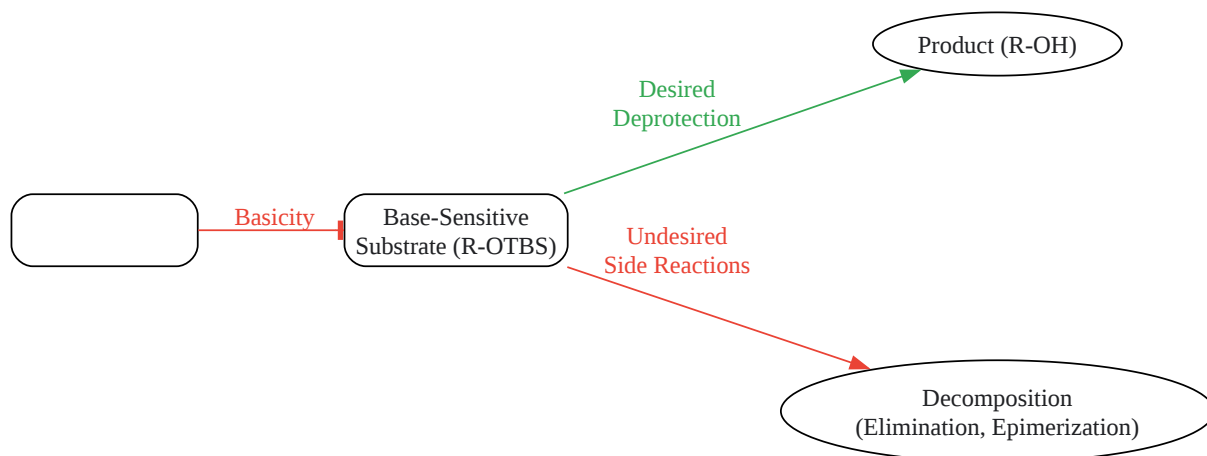 Product (R-OH)
Desired
Deprotection
Basicity
Base-Sensitive
Substrate (R-OTBS)
Undesired
Side Reactions
Decomposition
(Elimination, Epimerization)